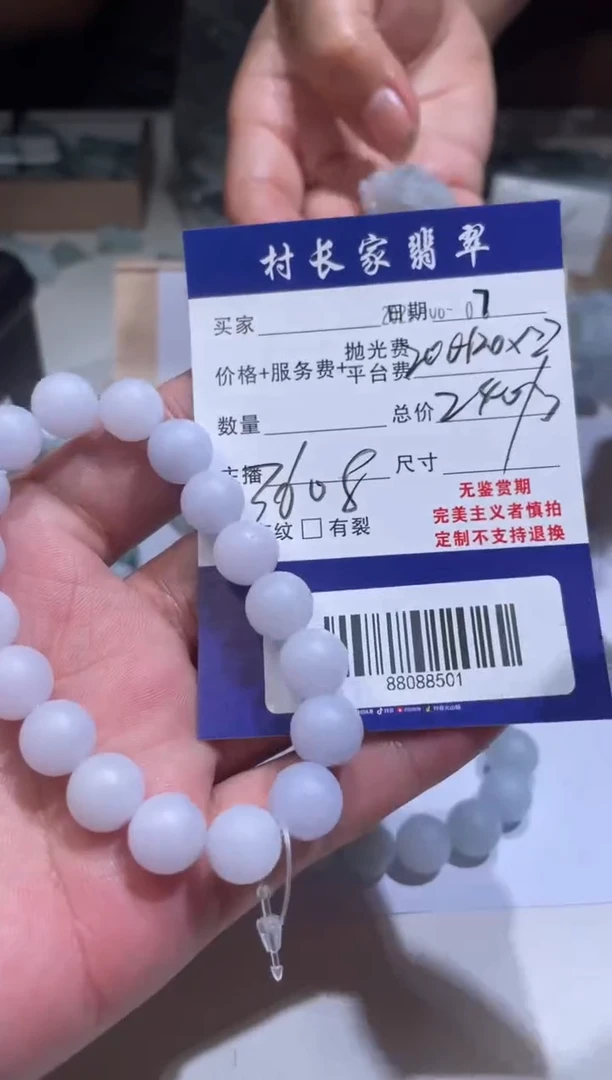 村长家翡翠
买家 日期 07
价格+服务费+抛光费平台费
数量 总价
主播 3608 尺寸
纹 □ 有裂
无鉴赏期
完美主义者慎拍
定制不支持退换
88088501